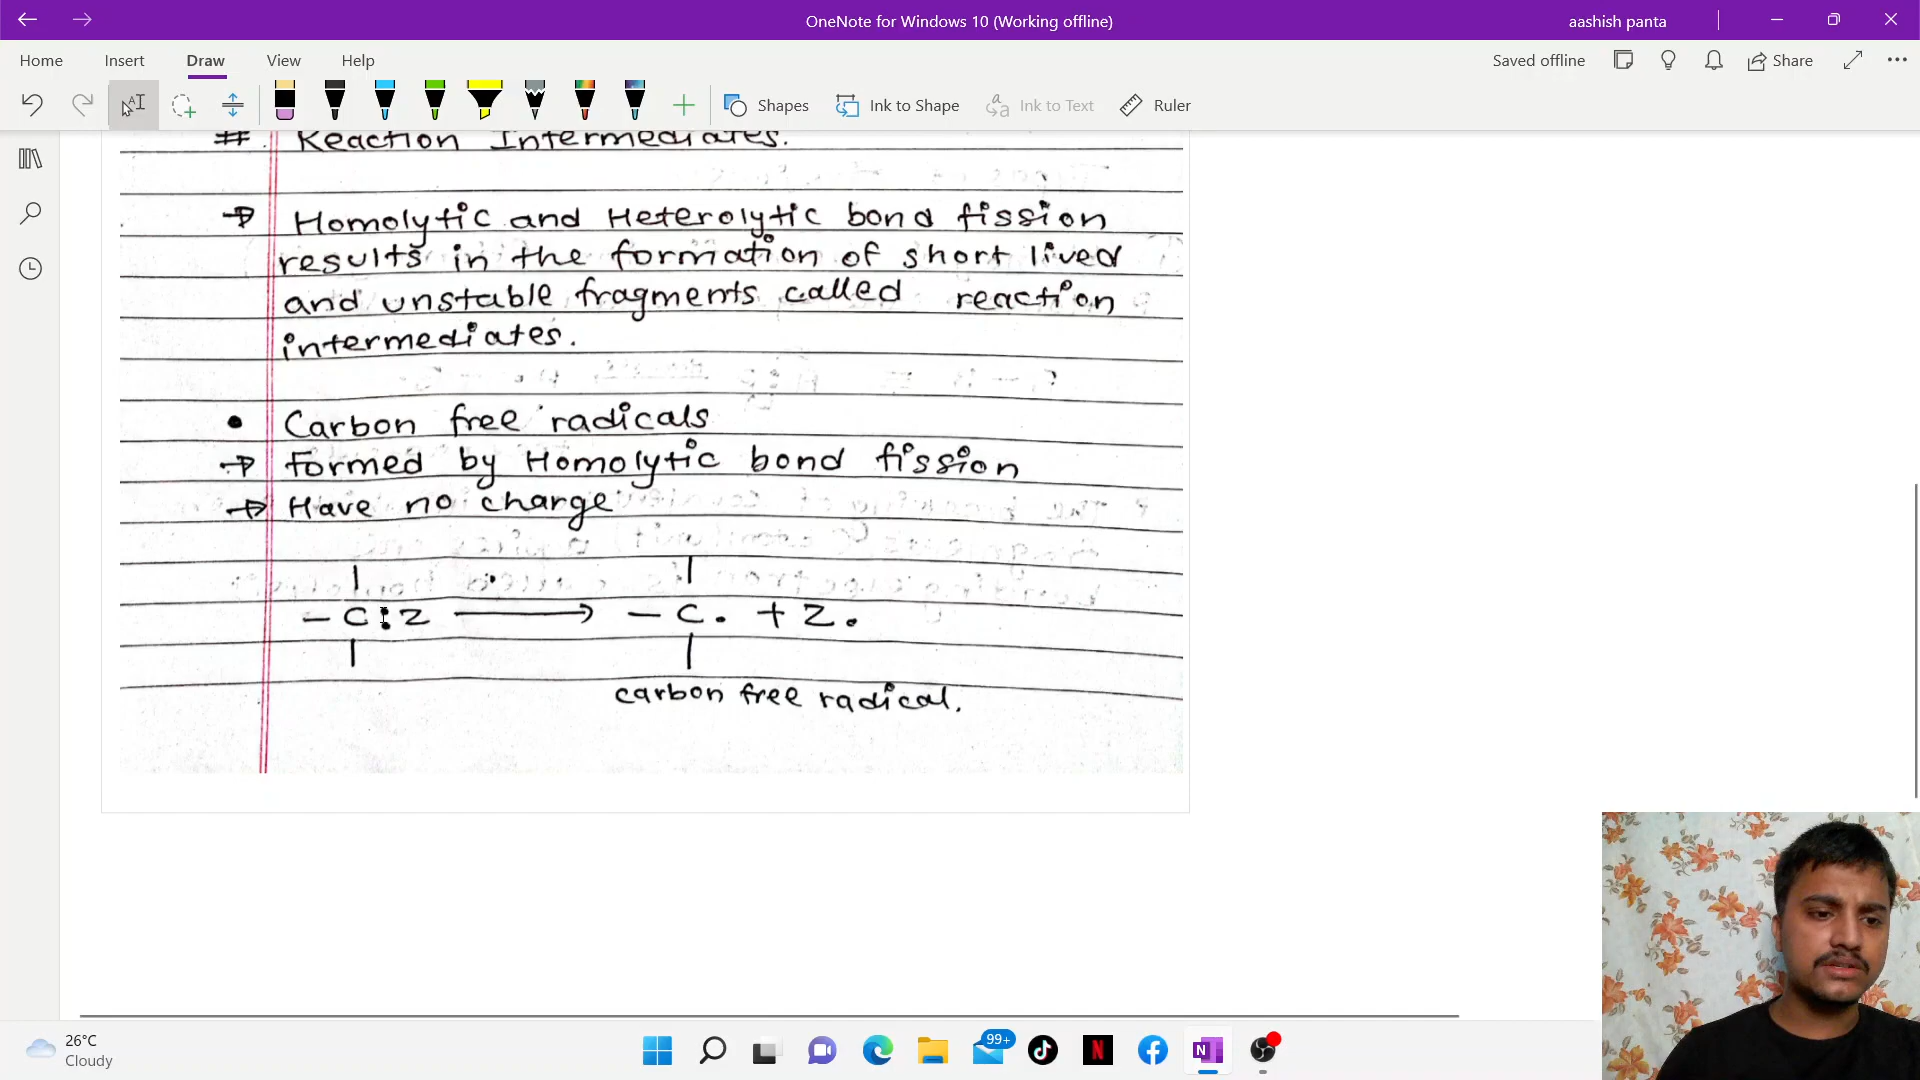 OneNote for Windows 10 (Working offline)
aashish panta
Home Insert Draw View Help
Saved offline
Share
Shapes
Ink to Shape
Ink to Text
Ruler
# Reaction Intermediates.
→ Homolytic and Heterolytic bond fission
results in the formation of short lived
and unstable fragments called reaction
intermediates.
• Carbon free radicals
→ formed by Homolytic bond fission
→ Have no charge
- C : Z ⟶ - C . + Z .
carbon free radical.
26°C
Cloudy
99+